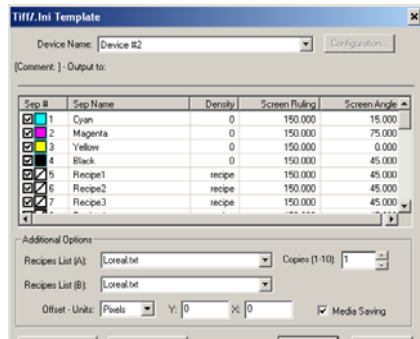 Tiff/.Ini Template
Device Name: Device #2 Configuration...
[Comment: ] - Output to:
Sep # Sep Name Density Screen Ruling Screen Angle
1 Cyan 0 150.000 15.000
2 Magenta 0 150.000 75.000
3 Yellow 0 150.000 0.000
4 Black 0 150.000 45.000
5 Recipe1 recipe 150.000 45.000
6 Recipe2 recipe 150.000 45.000
7 Recipe3 recipe 150.000 45.000
Additional Options
Recipes List (A): Loreal.txt Copies (1-10) 1
Recipes List (B): Loreal.txt
Offset - Units: Pixels Y: 0 X: 0 Media Saving